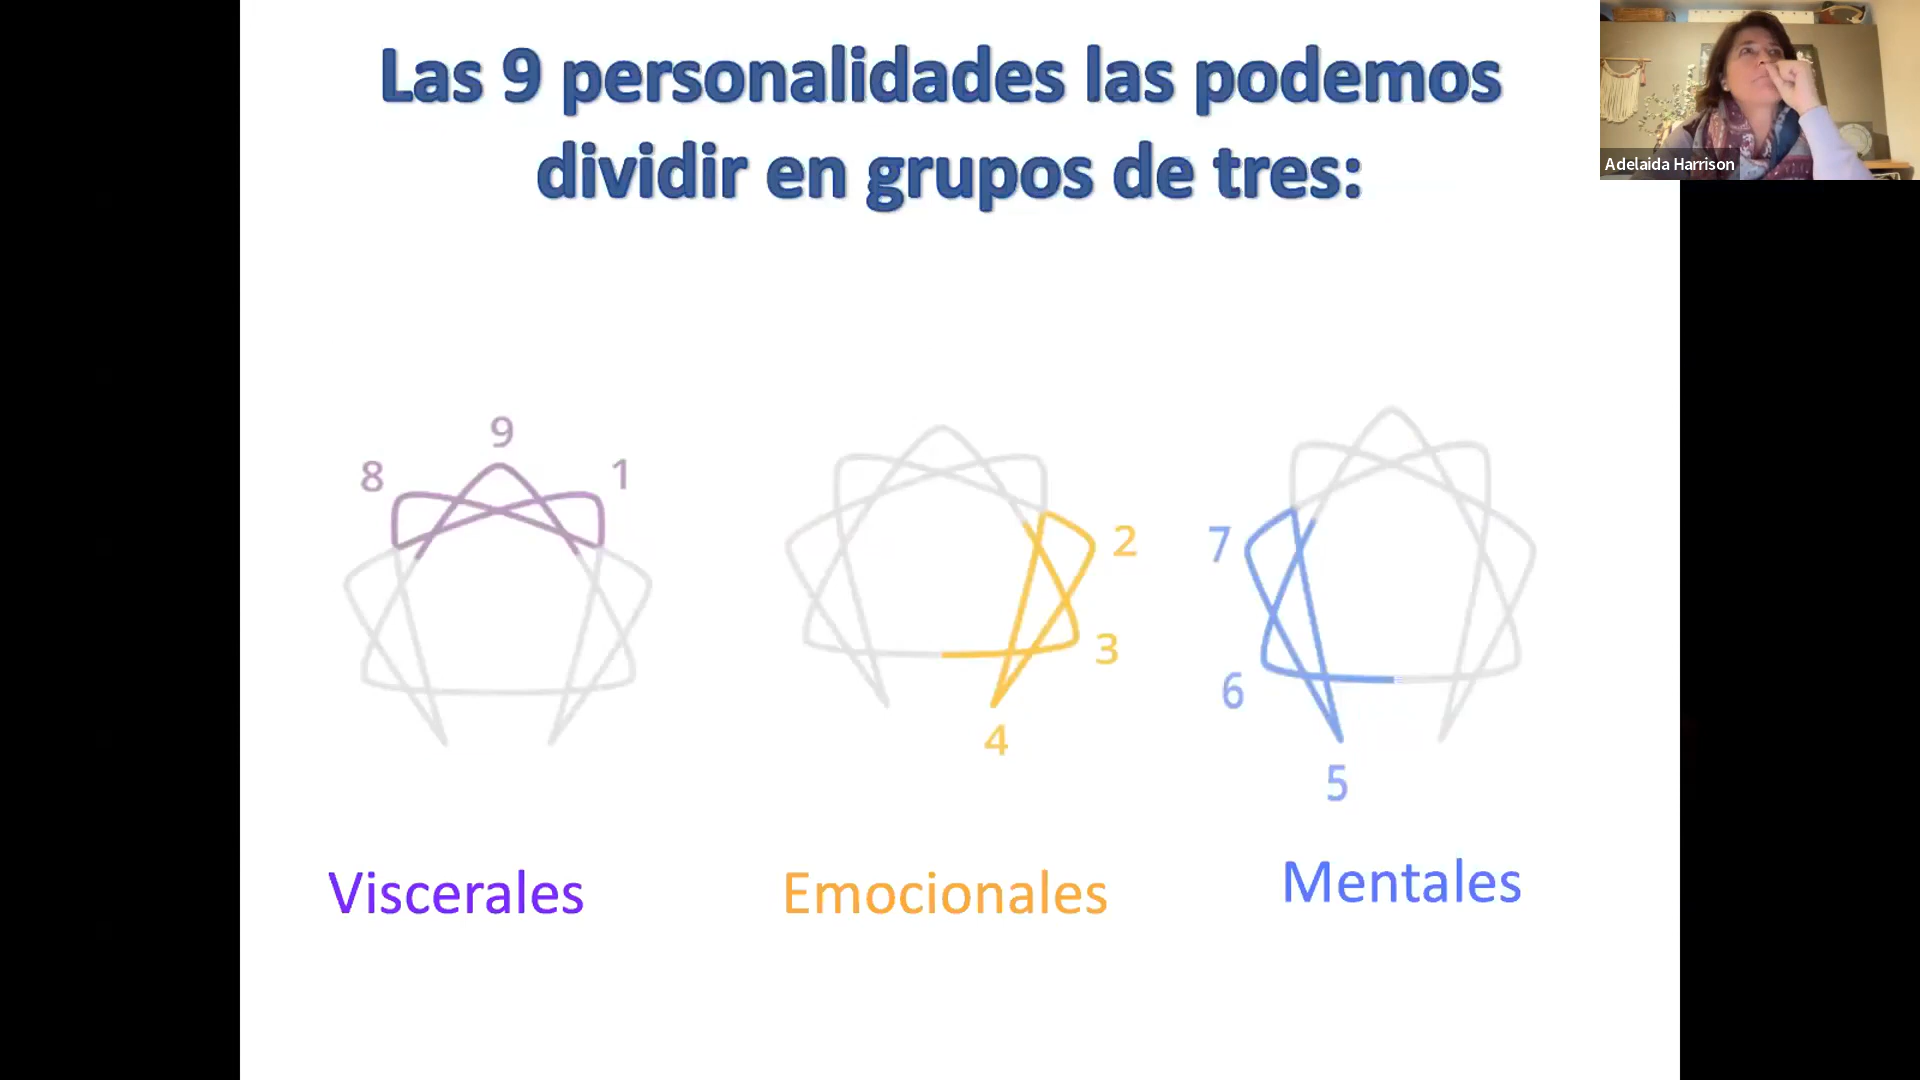 Las 9 personalidades las podemos
dividir en grupos de tres:
Adelaida Harrison
9
8
1
2
3
4
7
6
5
Viscerales
Emocionales
Mentales